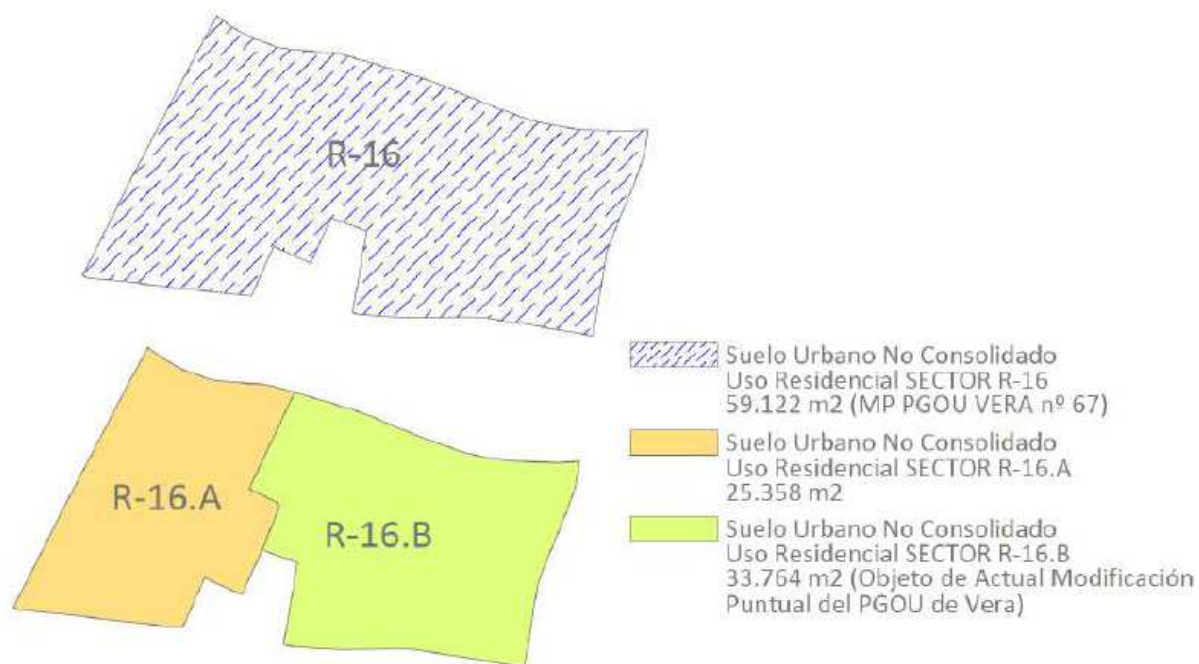 R-16
R-16.A
R-16.B
Suelo Urbano No Consolidado
Uso Residencial SECTOR R-16
59.122 m2 (MP PGOU VERA nº 67)
Suelo Urbano No Consolidado
Uso Residencial SECTOR R-16.A
25.358 m2
Suelo Urbano No Consolidado
Uso Residencial SECTOR R-16.B
33.764 m2 (Objeto de Actual Modificación
Puntual del PGOU de Vera)